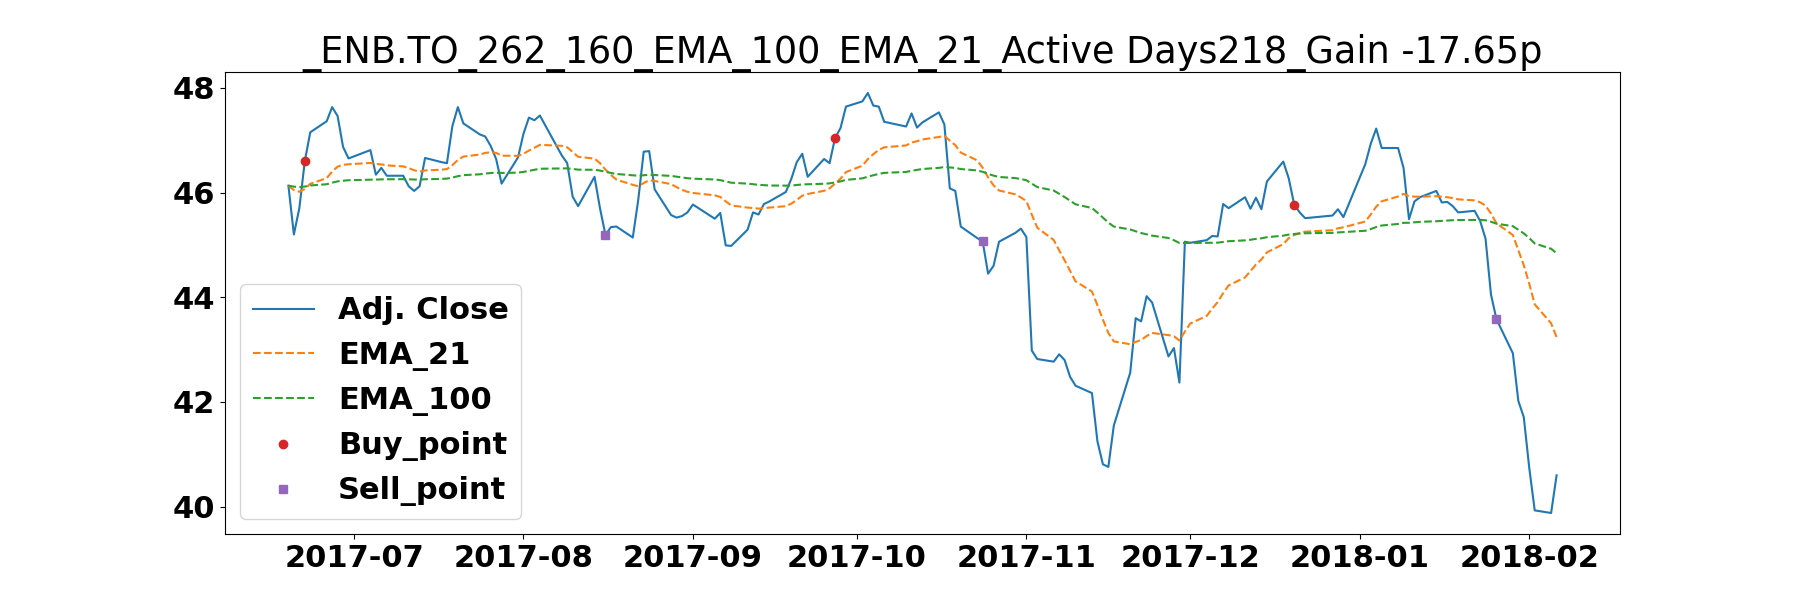 _ENB.TO_262_160_EMA_100_EMA_21_Active Days218_Gain -17.65p
48
46
44
42
40
Adj. Close
EMA_21
EMA_100
Buy_point
Sell_point
2017-07 2017-08 2017-09 2017-10 2017-11 2017-12 2018-01 2018-02